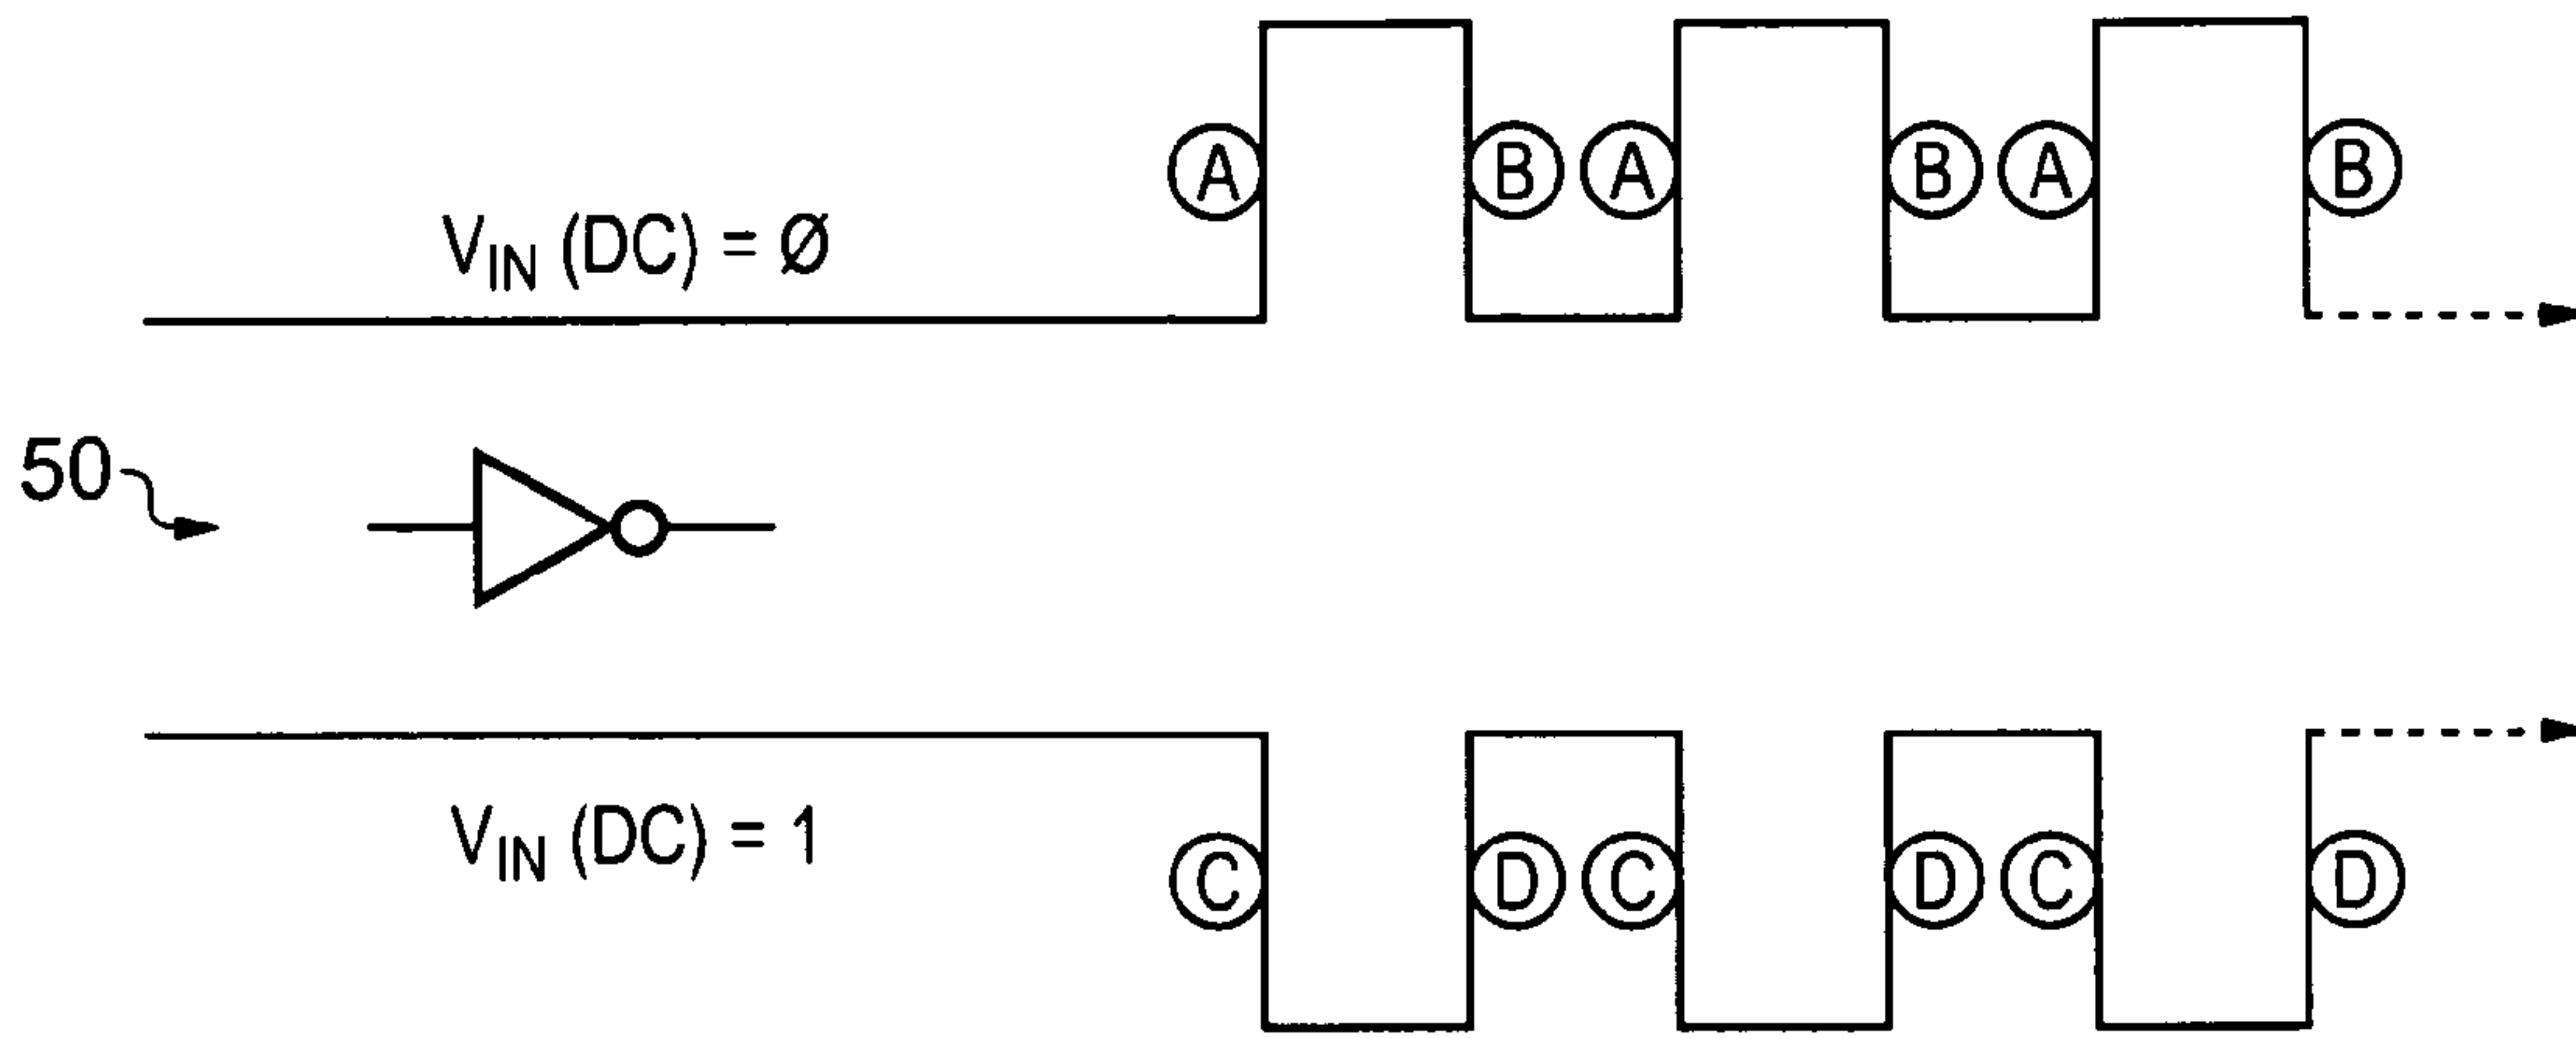 A B A B A B
V_IN (DC) = Ø
50
V_IN (DC) = 1
C D C D C D